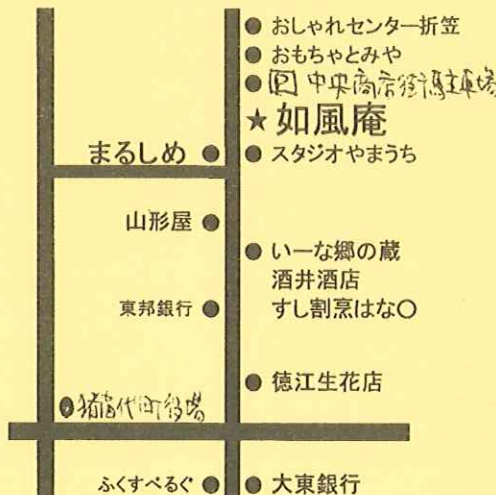 おしゃれセンター折笠
おもちゃとみや
P 中央商店街駐車場
★如風庵
まるしめ
スタジオやまうち
山形屋
いーな郷の蔵
酒井酒店
すし割烹はな〇
東邦銀行
徳江生花店
猪苗代町役場
ふくすぺるぐ
大東銀行